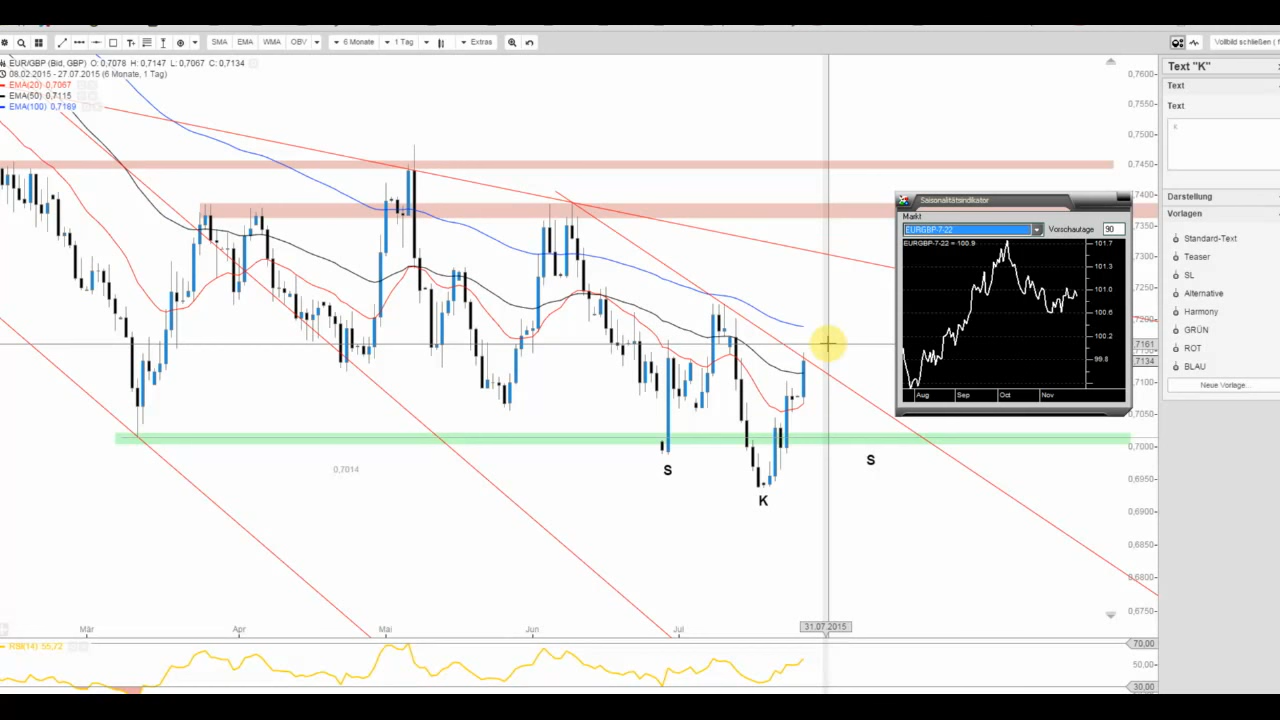 SMA EMA WMA OBV 6 Monate 1 Tag Extras Vollbild schließen (
EUR/GBP (Bid, GBP) O: 0,7078 H: 0,7147 L: 0,7067 C: 0,7134
08.02.2015 - 27.07.2015 (6 Monate, 1 Tag)
EMA(20) 0,7067
EMA(50) 0,7115
EMA(100) 0,7189
0,7600
0,7550
0,7500
0,7450
0,7400
0,7350
0,7300
0,7250
0,7200
,7161
,7134
0,7100
0,7050
0,7000
0,6950
0,6900
0,6850
0,6800
0,6750
S
K
S
0,7014
Mär Apr Mai Jun Jul 31.07.2015
RSI(14) 55,72
70,00
50,00
30,00
Saisonalitätsindikator
Markt
EURGBP-7-22 Vorschautage 90
EURGBP-7-22 = 100.9
101.7
101.3
101.0
100.6
100.2
99.8
Aug Sep Oct Nov
Text "K"
Text
Text
K
Darstellung
Vorlagen
Standard-Text
Teaser
SL
Alternative
Harmony
GRÜN
ROT
BLAU
Neue Vorlage...